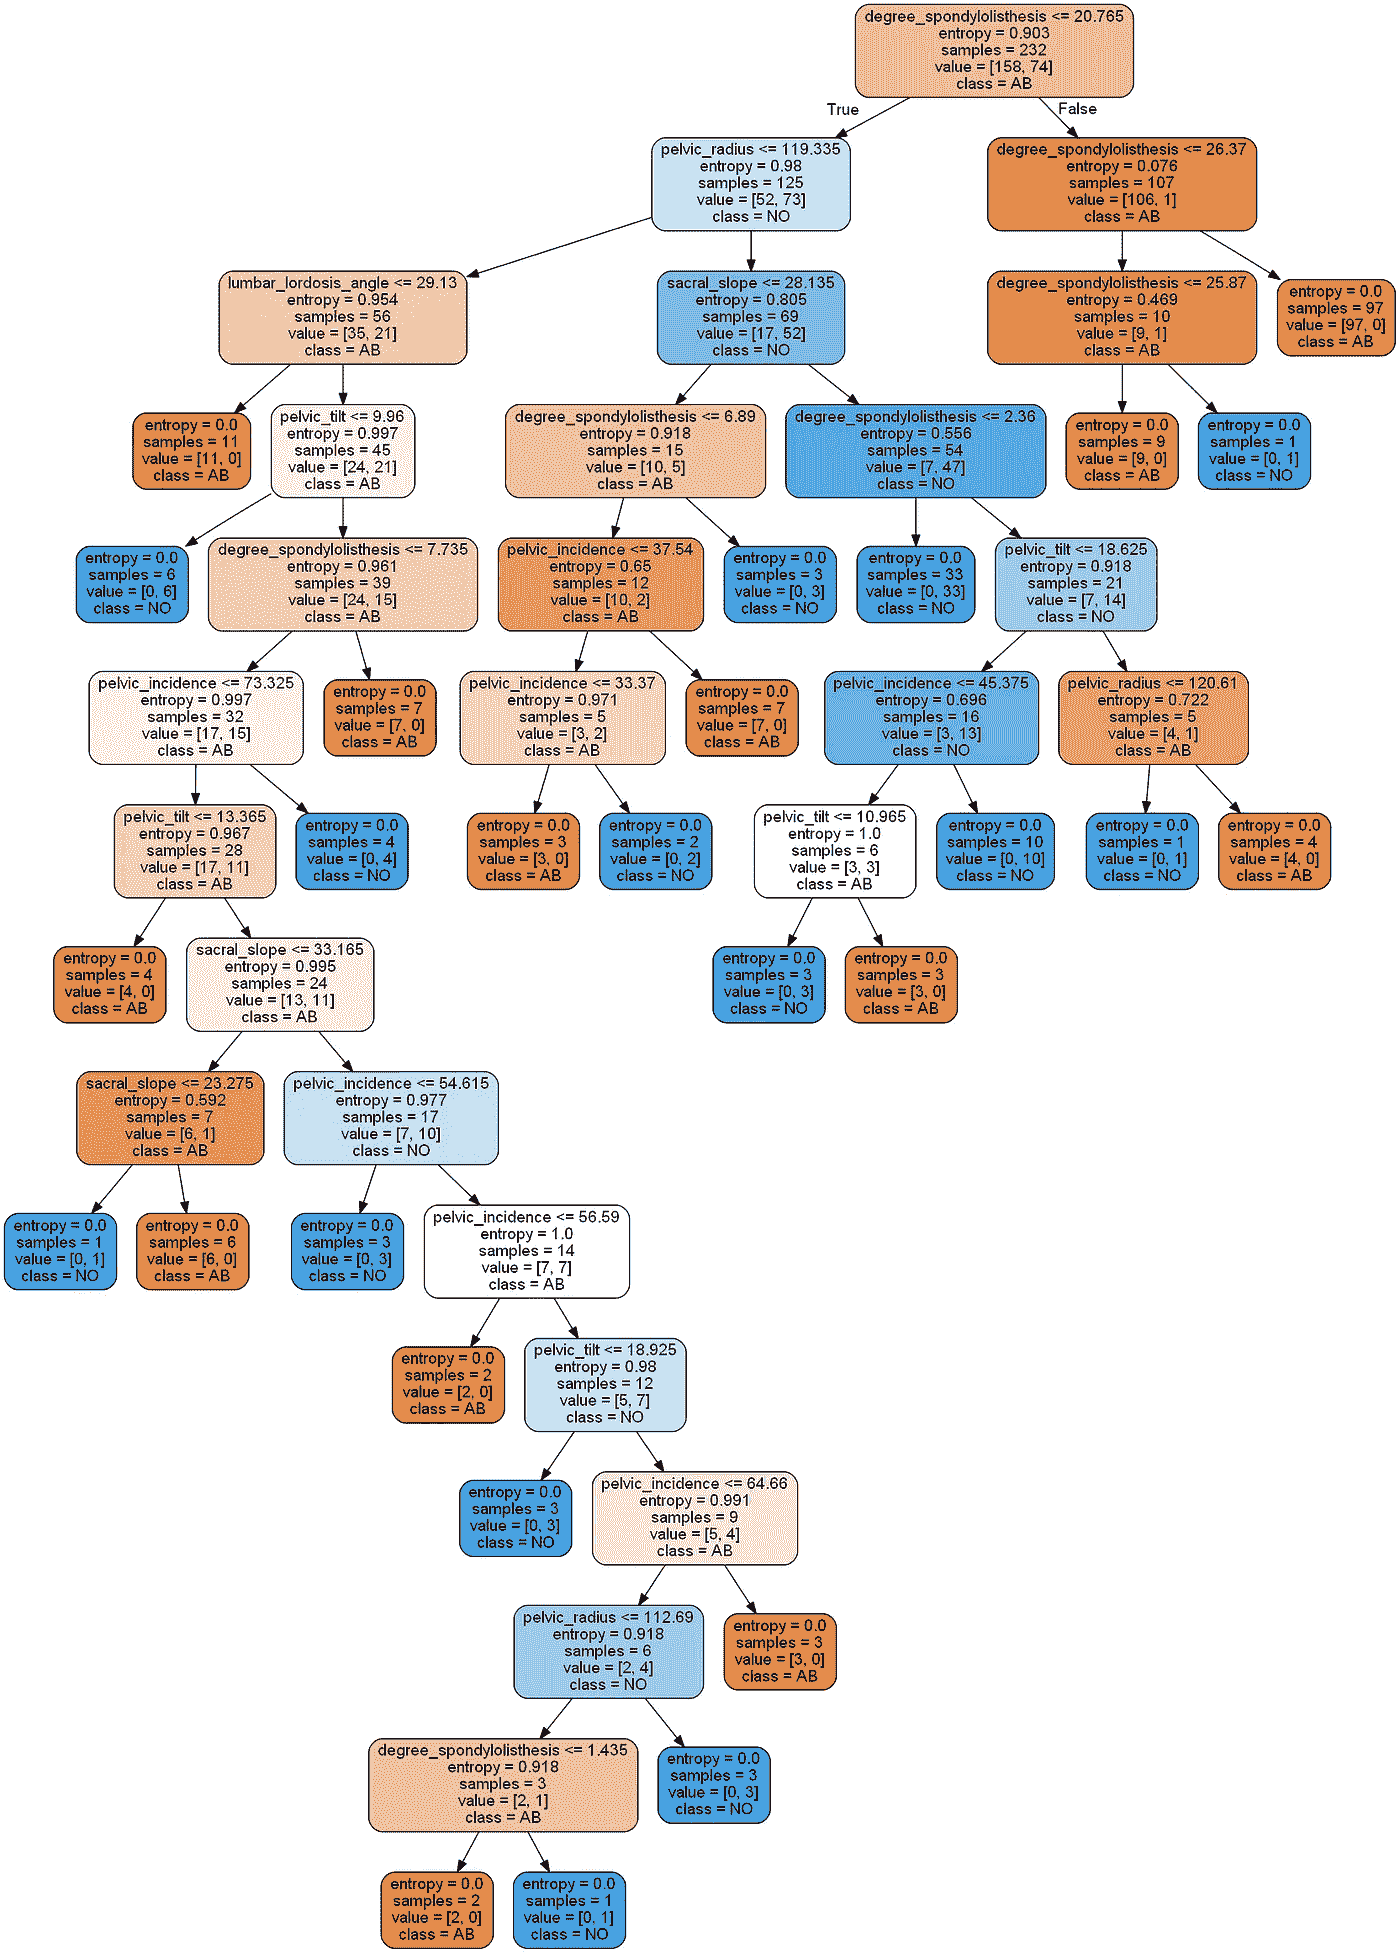 degree_spondylolisthesis <= 20.765
entropy = 0.903
samples = 232
value = [158, 74]
class = AB
True
False
pelvic_radius <= 119.335
entropy = 0.98
samples = 125
value = [52, 73]
class = NO
degree_spondylolisthesis <= 26.37
entropy = 0.076
samples = 107
value = [106, 1]
class = AB
lumbar_lordosis_angle <= 29.13
entropy = 0.954
samples = 56
value = [35, 21]
class = AB
sacral_slope <= 28.135
entropy = 0.805
samples = 69
value = [17, 52]
class = NO
degree_spondylolisthesis <= 25.87
entropy = 0.469
samples = 10
value = [9, 1]
class = AB
entropy = 0.0
samples = 97
value = [97, 0]
class = AB
entropy = 0.0
samples = 11
value = [11, 0]
class = AB
pelvic_tilt <= 9.96
entropy = 0.997
samples = 45
value = [24, 21]
class = AB
degree_spondylolisthesis <= 6.89
entropy = 0.918
samples = 15
value = [10, 5]
class = AB
degree_spondylolisthesis <= 2.36
entropy = 0.556
samples = 54
value = [7, 47]
class = NO
entropy = 0.0
samples = 9
value = [9, 0]
class = AB
entropy = 0.0
samples = 1
value = [0, 1]
class = NO
entropy = 0.0
samples = 6
value = [0, 6]
class = NO
degree_spondylolisthesis <= 7.735
entropy = 0.961
samples = 39
value = [24, 15]
class = AB
pelvic_incidence <= 37.54
entropy = 0.65
samples = 12
value = [10, 2]
class = AB
entropy = 0.0
samples = 3
value = [0, 3]
class = NO
entropy = 0.0
samples = 33
value = [0, 33]
class = NO
pelvic_tilt <= 18.625
entropy = 0.918
samples = 21
value = [7, 14]
class = NO
pelvic_incidence <= 73.325
entropy = 0.997
samples = 32
value = [17, 15]
class = AB
entropy = 0.0
samples = 7
value = [7, 0]
class = AB
pelvic_incidence <= 33.37
entropy = 0.971
samples = 5
value = [3, 2]
class = AB
entropy = 0.0
samples = 7
value = [7, 0]
class = AB
pelvic_incidence <= 45.375
entropy = 0.696
samples = 16
value = [3, 13]
class = NO
pelvic_radius <= 120.61
entropy = 0.722
samples = 5
value = [4, 1]
class = AB
pelvic_tilt <= 13.365
entropy = 0.967
samples = 28
value = [17, 11]
class = AB
entropy = 0.0
samples = 4
value = [0, 4]
class = NO
entropy = 0.0
samples = 3
value = [3, 0]
class = AB
entropy = 0.0
samples = 2
value = [0, 2]
class = NO
pelvic_tilt <= 10.965
entropy = 1.0
samples = 6
value = [3, 3]
class = AB
entropy = 0.0
samples = 10
value = [0, 10]
class = NO
entropy = 0.0
samples = 1
value = [0, 1]
class = NO
entropy = 0.0
samples = 4
value = [4, 0]
class = AB
entropy = 0.0
samples = 4
value = [4, 0]
class = AB
sacral_slope <= 33.165
entropy = 0.995
samples = 24
value = [13, 11]
class = AB
entropy = 0.0
samples = 3
value = [0, 3]
class = NO
entropy = 0.0
samples = 3
value = [3, 0]
class = AB
sacral_slope <= 23.275
entropy = 0.592
samples = 7
value = [6, 1]
class = AB
pelvic_incidence <= 54.615
entropy = 0.977
samples = 17
value = [7, 10]
class = NO
entropy = 0.0
samples = 1
value = [0, 1]
class = NO
entropy = 0.0
samples = 6
value = [6, 0]
class = AB
entropy = 0.0
samples = 3
value = [0, 3]
class = NO
pelvic_incidence <= 56.59
entropy = 1.0
samples = 14
value = [7, 7]
class = AB
entropy = 0.0
samples = 2
value = [2, 0]
class = AB
pelvic_tilt <= 18.925
entropy = 0.98
samples = 12
value = [5, 7]
class = NO
entropy = 0.0
samples = 3
value = [0, 3]
class = NO
pelvic_incidence <= 64.66
entropy = 0.991
samples = 9
value = [5, 4]
class = AB
pelvic_radius <= 112.69
entropy = 0.918
samples = 6
value = [2, 4]
class = NO
entropy = 0.0
samples = 3
value = [3, 0]
class = AB
degree_spondylolisthesis <= 1.435
entropy = 0.918
samples = 3
value = [2, 1]
class = AB
entropy = 0.0
samples = 3
value = [0, 3]
class = NO
entropy = 0.0
samples = 2
value = [2, 0]
class = AB
entropy = 0.0
samples = 1
value = [0, 1]
class = NO